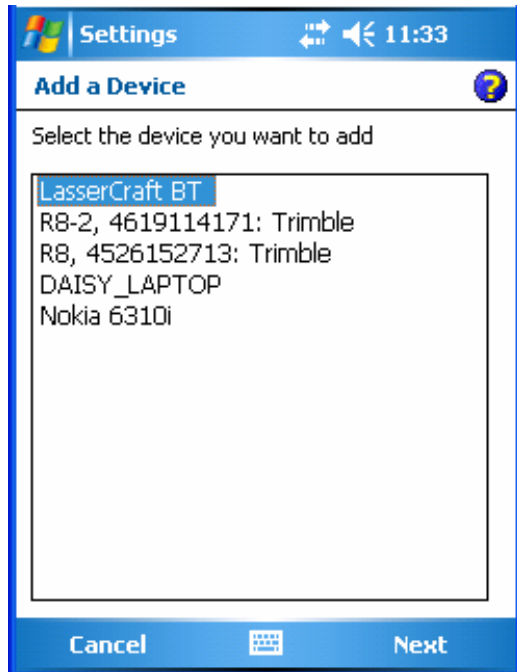 Settings 11:33
Add a Device
?
Select the device you want to add
LasserCraft BT
R8-2, 4619114171: Trimble
R8, 4526152713: Trimble
DAISY_LAPTOP
Nokia 6310i
Cancel Next